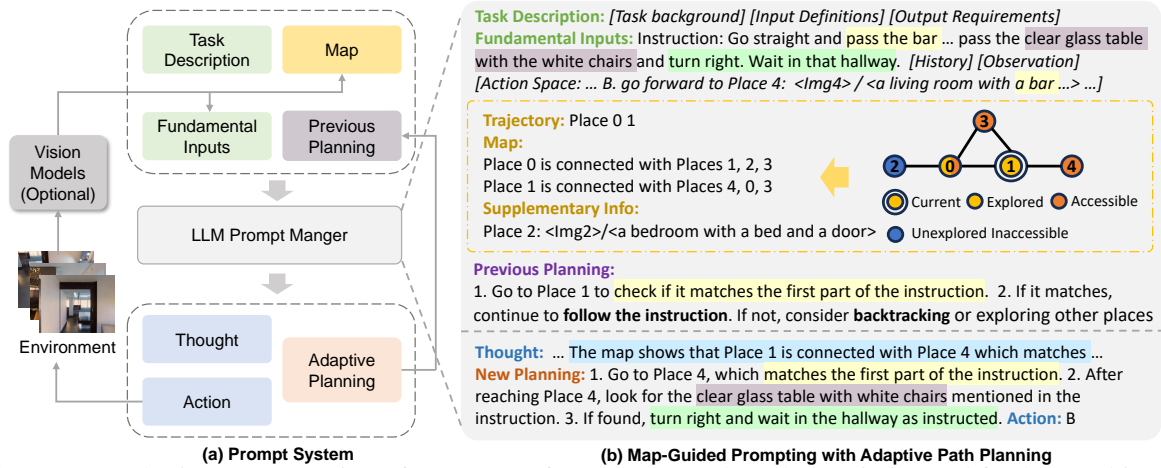 Task
Description
Map
Fundamental
Inputs
Previous
Planning
Vision
Models
(Optional)
LLM Prompt Manger
Environment
Thought
Action
Adaptive
Planning
(a) Prompt System
Task Description: [Task background] [Input Definitions] [Output Requirements]
Fundamental Inputs: Instruction: Go straight and pass the bar ... pass the clear glass table
with the white chairs and turn right. Wait in that hallway. [History] [Observation]
[Action Space: ... B. go forward to Place 4: <Img4> / <a living room with a bar ...> ...]
Trajectory: Place 0 1
Map:
Place 0 is connected with Places 1, 2, 3
Place 1 is connected with Places 4, 0, 3
Supplementary Info:
Place 2: <Img2>/<a bedroom with a bed and a door>
3
2
0
1
4
Current
Explored
Accessible
Unexplored Inaccessible
Previous Planning:
1. Go to Place 1 to check if it matches the first part of the instruction. 2. If it matches,
continue to follow the instruction. If not, consider backtracking or exploring other places
Thought: ... The map shows that Place 1 is connected with Place 4 which matches ...
New Planning: 1. Go to Place 4, which matches the first part of the instruction. 2. After
reaching Place 4, look for the clear glass table with white chairs mentioned in the
instruction. 3. If found, turn right and wait in the hallway as instructed. Action: B
(b) Map-Guided Prompting with Adaptive Path Planning